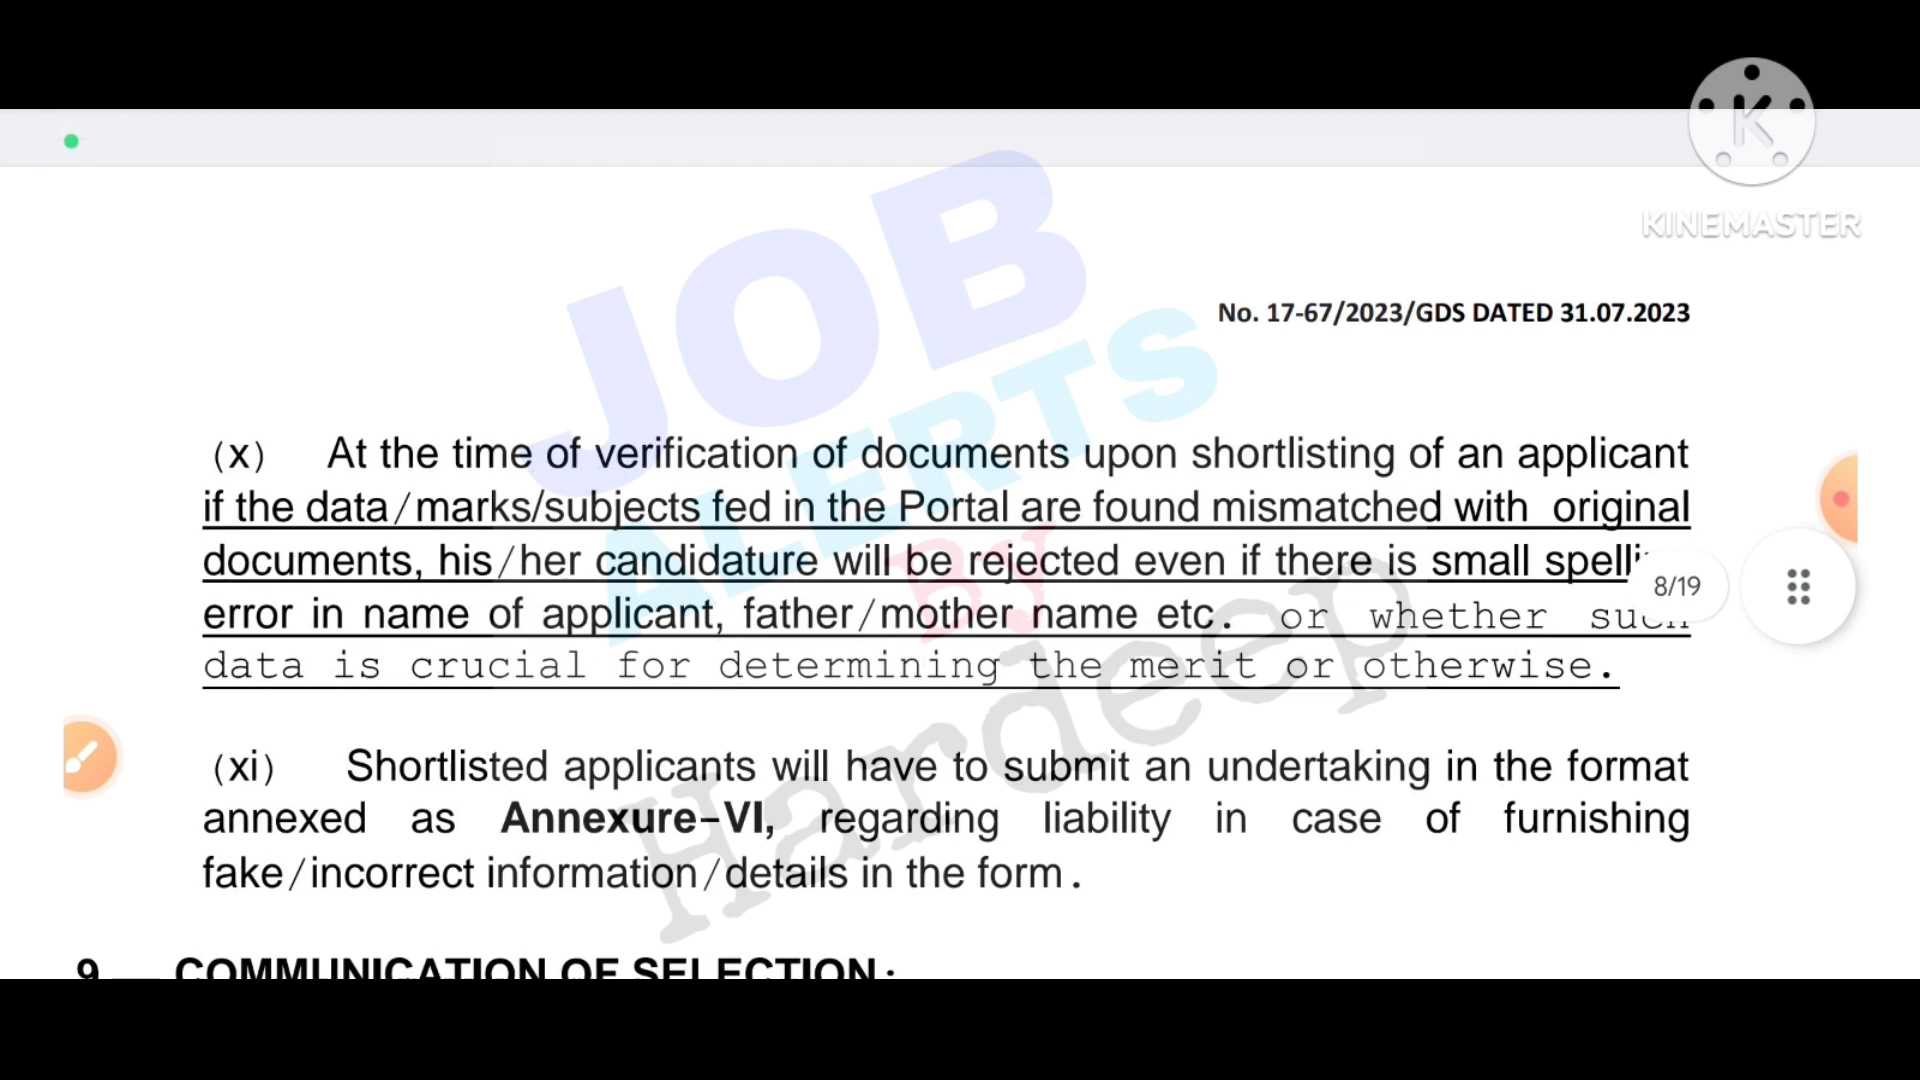 K
KINEMASTER
JOB
ALERTS
BY
Hardeep
No. 17-67/2023/GDS DATED 31.07.2023
(x) At the time of verification of documents upon shortlisting of an applicant
if the data/marks/subjects fed in the Portal are found mismatched with original
documents, his/her candidature will be rejected even if there is small
8/19
error in name of applicant, father/mother name etc. or whether
data is crucial for determining the merit or otherwise.
(xi) Shortlisted applicants will have to submit an undertaking in the format
annexed as Annexure-VI, regarding liability in case of furnishing
fake/incorrect information/details in the form.
9 COMMUNICATION OF SELECTION: